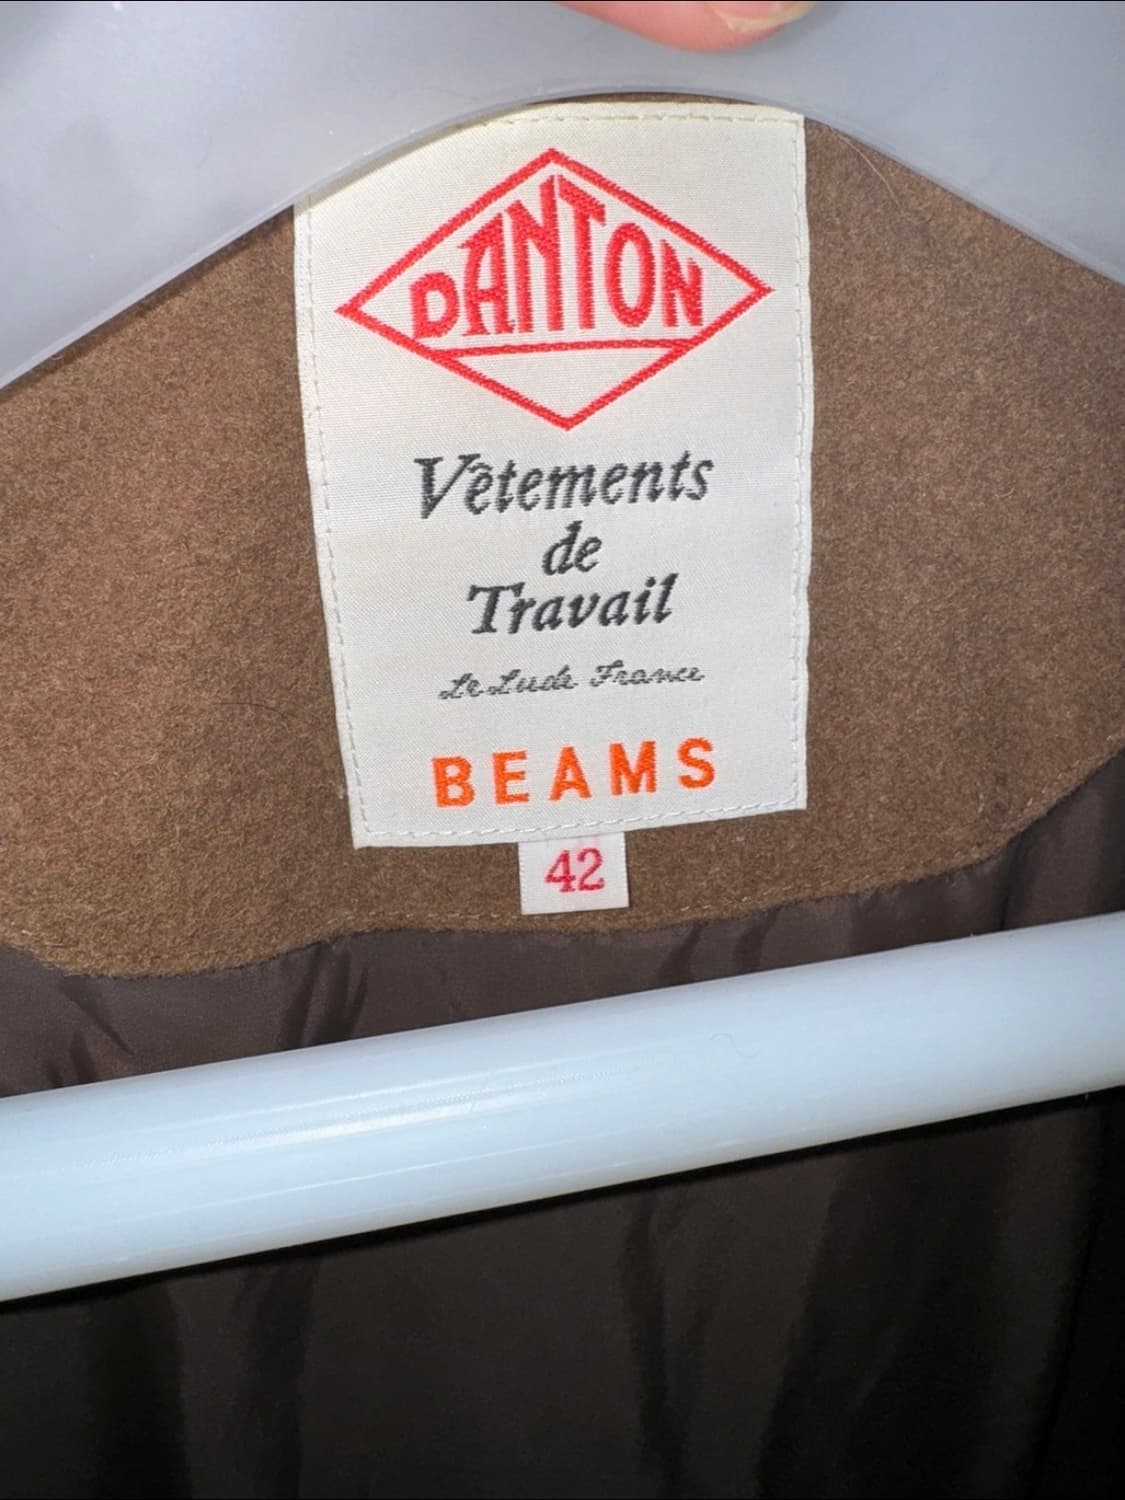 DANTON
Vêtements
de
Travail
Le Lude France
BEAMS
42